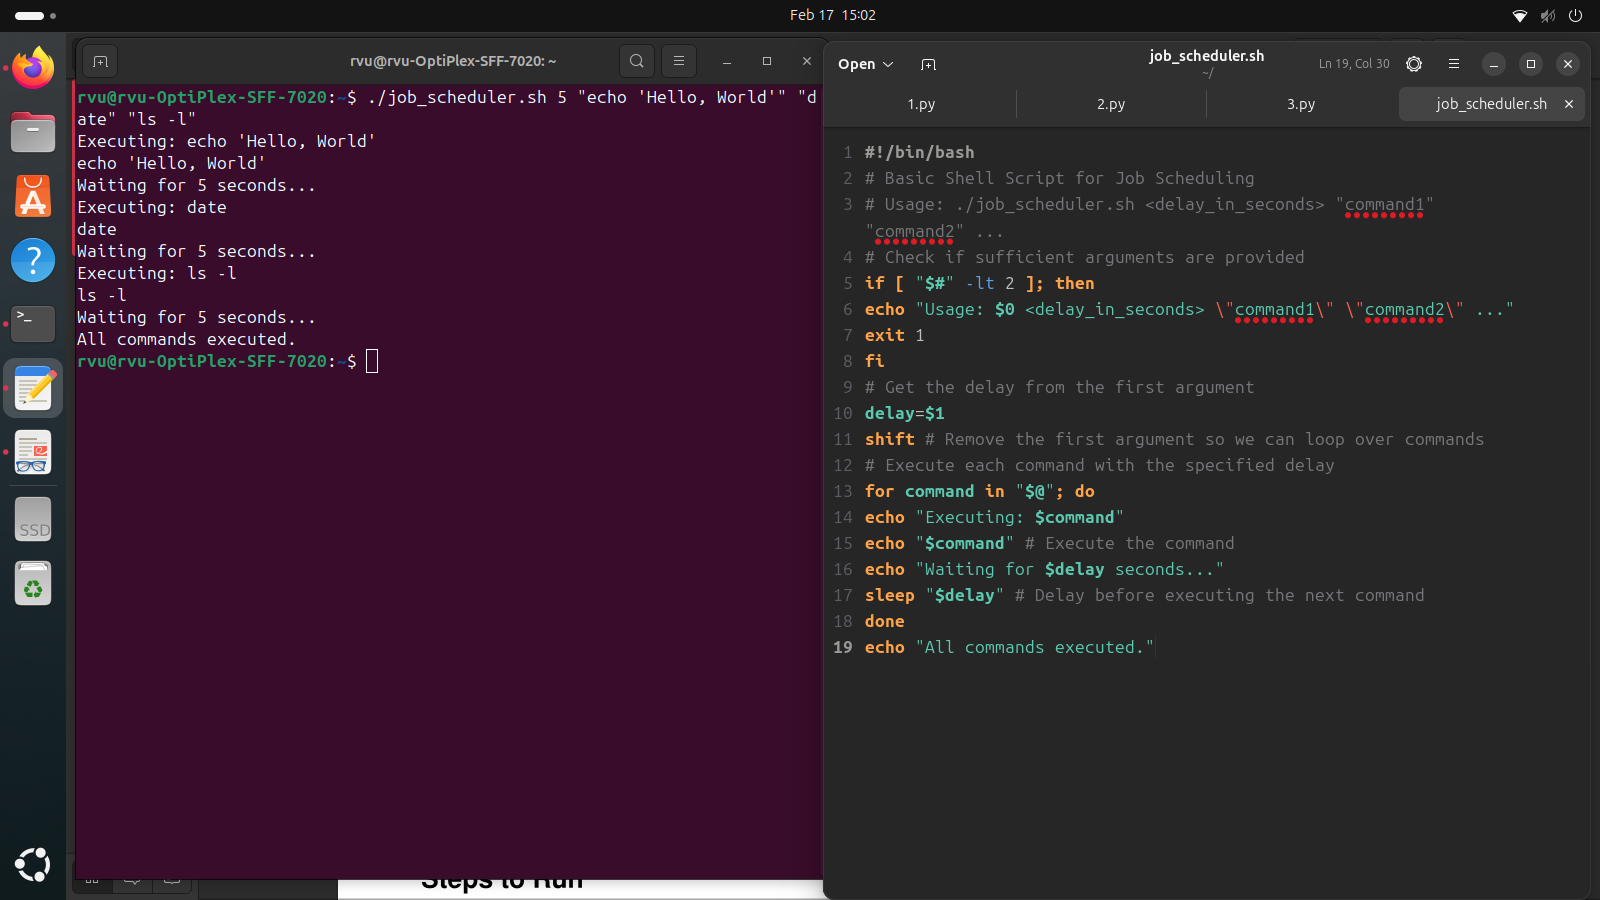 Feb 17 15:02
rvu@rvu-OptiPlex-SFF-7020: ~
rvu@rvu-OptiPlex-SFF-7020:~$ ./job_scheduler.sh 5 "echo 'Hello, World'" "d
ate" "ls -l"
Executing: echo 'Hello, World'
echo 'Hello, World'
Waiting for 5 seconds...
Executing: date
date
Waiting for 5 seconds...
Executing: ls -l
ls -l
Waiting for 5 seconds...
All commands executed.
rvu@rvu-OptiPlex-SFF-7020:~$
Steps to Run
SSD
Open
job_scheduler.sh
~/
Ln 19, Col 30
1.py
2.py
3.py
job_scheduler.sh
1 #!/bin/bash
2 # Basic Shell Script for Job Scheduling
3 # Usage: ./job_scheduler.sh <delay_in_seconds> "command1"
"command2" ...
4 # Check if sufficient arguments are provided
5 if [ "$#" -lt 2 ]; then
6 echo "Usage: $0 <delay_in_seconds> \"command1\" \"command2\" ..."
7 exit 1
8 fi
9 # Get the delay from the first argument
10 delay=$1
11 shift # Remove the first argument so we can loop over commands
12 # Execute each command with the specified delay
13 for command in "$@"; do
14 echo "Executing: $command"
15 echo "$command" # Execute the command
16 echo "Waiting for $delay seconds..."
17 sleep "$delay" # Delay before executing the next command
18 done
19 echo "All commands executed."